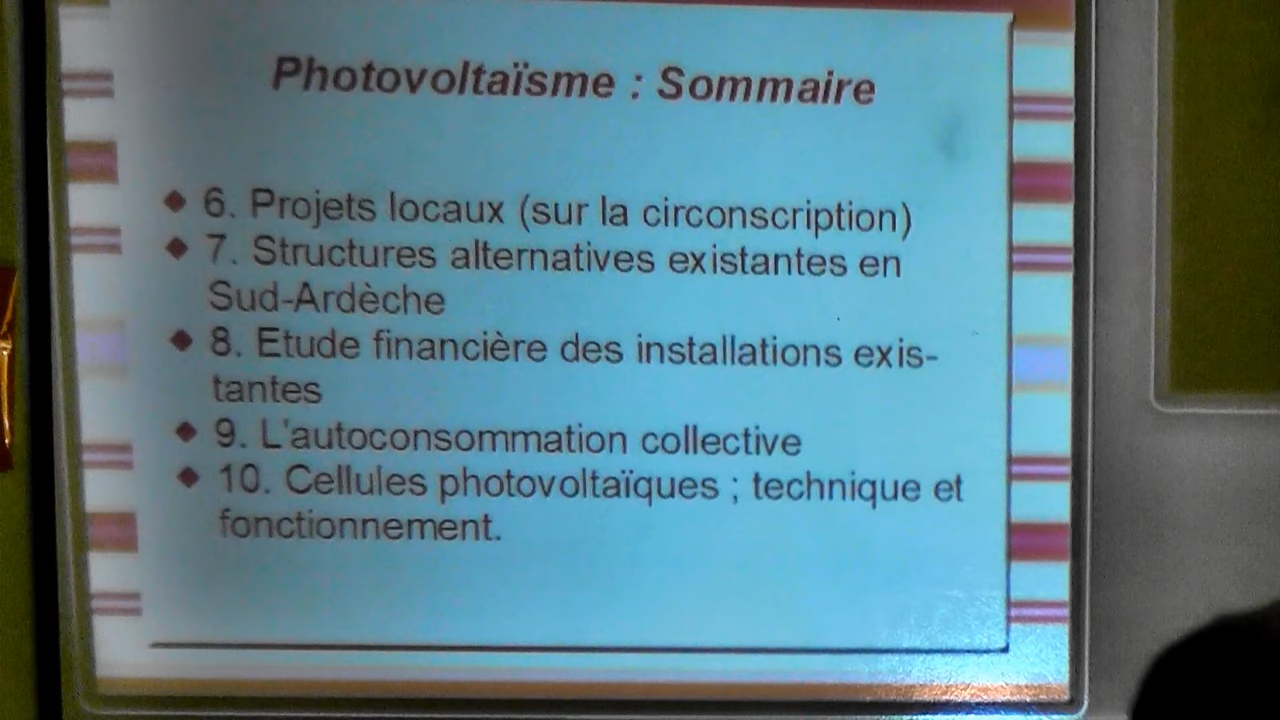 Photovoltaïsme : Sommaire
6. Projets locaux (sur la circonscription)
7. Structures alternatives existantes en
Sud-Ardèche
8. Etude financière des installations exis-
tantes
9. L'autoconsommation collective
10. Cellules photovoltaïques ; technique et
fonctionnement.